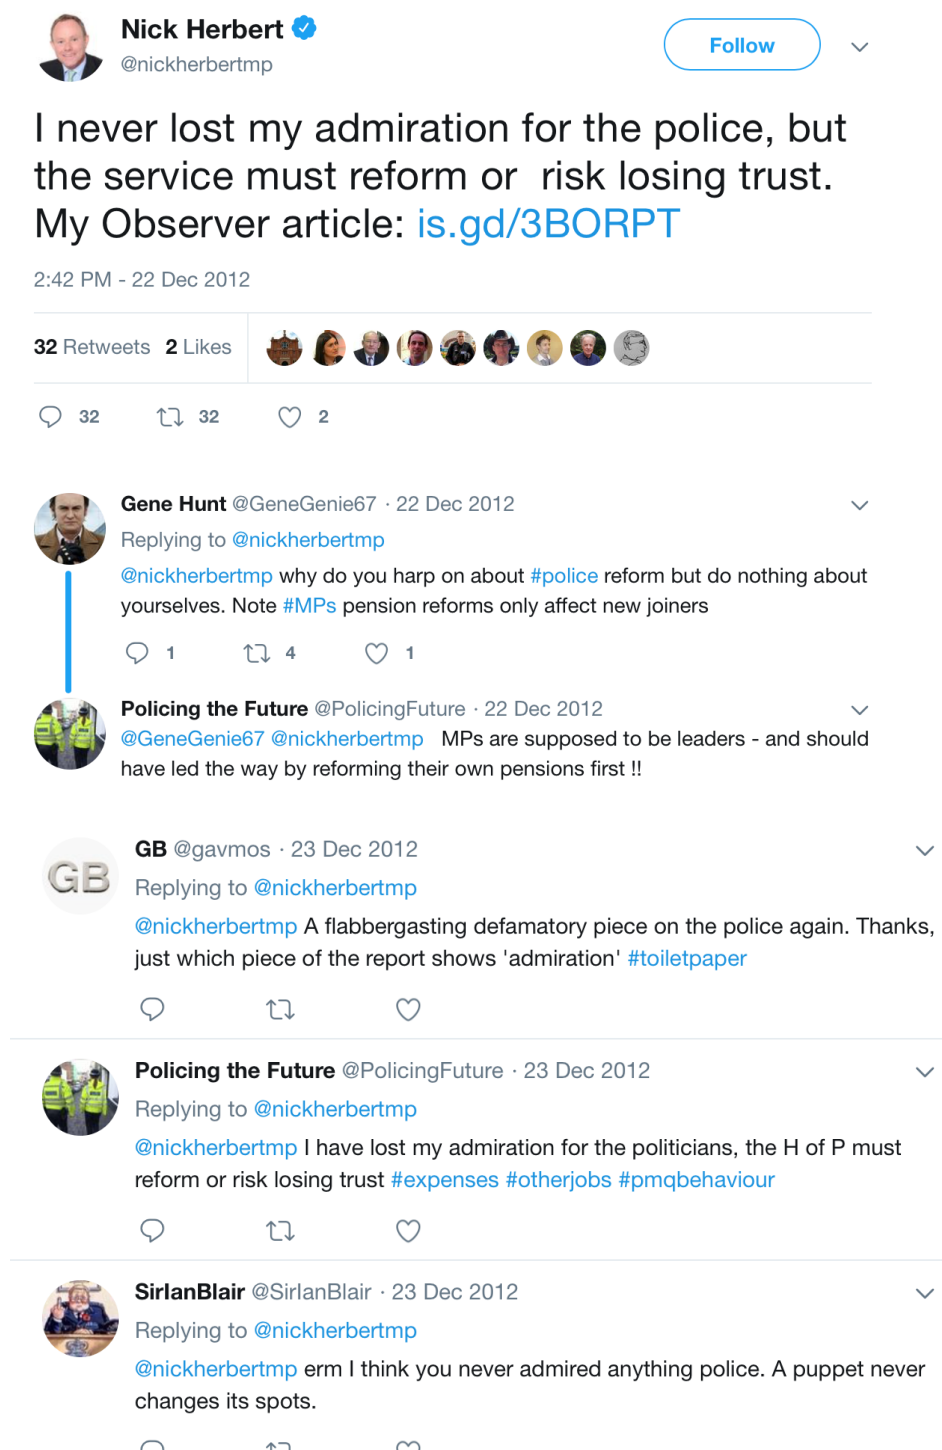 Nick Herbert
@nickherbertmp
Follow
I never lost my admiration for the police, but
the service must reform or  risk losing trust.
My Observer article: is.gd/3BORPT
2:42 PM - 22 Dec 2012
32 Retweets 2 Likes
32 32 2
Gene Hunt @GeneGenie67 · 22 Dec 2012
Replying to @nickherbertmp
@nickherbertmp why do you harp on about #police reform but do nothing about
yourselves. Note #MPs pension reforms only affect new joiners
1 4 1
Policing the Future @PolicingFuture · 22 Dec 2012
@GeneGenie67 @nickherbertmp   MPs are supposed to be leaders - and should
have led the way by reforming their own pensions first !!
GB
GB @gavmos · 23 Dec 2012
Replying to @nickherbertmp
@nickherbertmp A flabbergasting defamatory piece on the police again. Thanks,
just which piece of the report shows 'admiration' #toiletpaper
Policing the Future @PolicingFuture · 23 Dec 2012
Replying to @nickherbertmp
@nickherbertmp I have lost my admiration for the politicians, the H of P must
reform or risk losing trust #expenses #otherjobs #pmqbehaviour
SirIanBlair @SirIanBlair · 23 Dec 2012
Replying to @nickherbertmp
@nickherbertmp erm I think you never admired anything police. A puppet never
changes its spots.